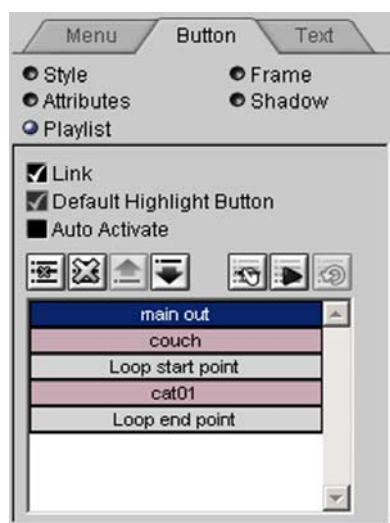 Menu Button Text
Style Frame
Attributes Shadow
Playlist
Link
Default Highlight Button
Auto Activate
main out
couch
Loop start point
cat01
Loop end point